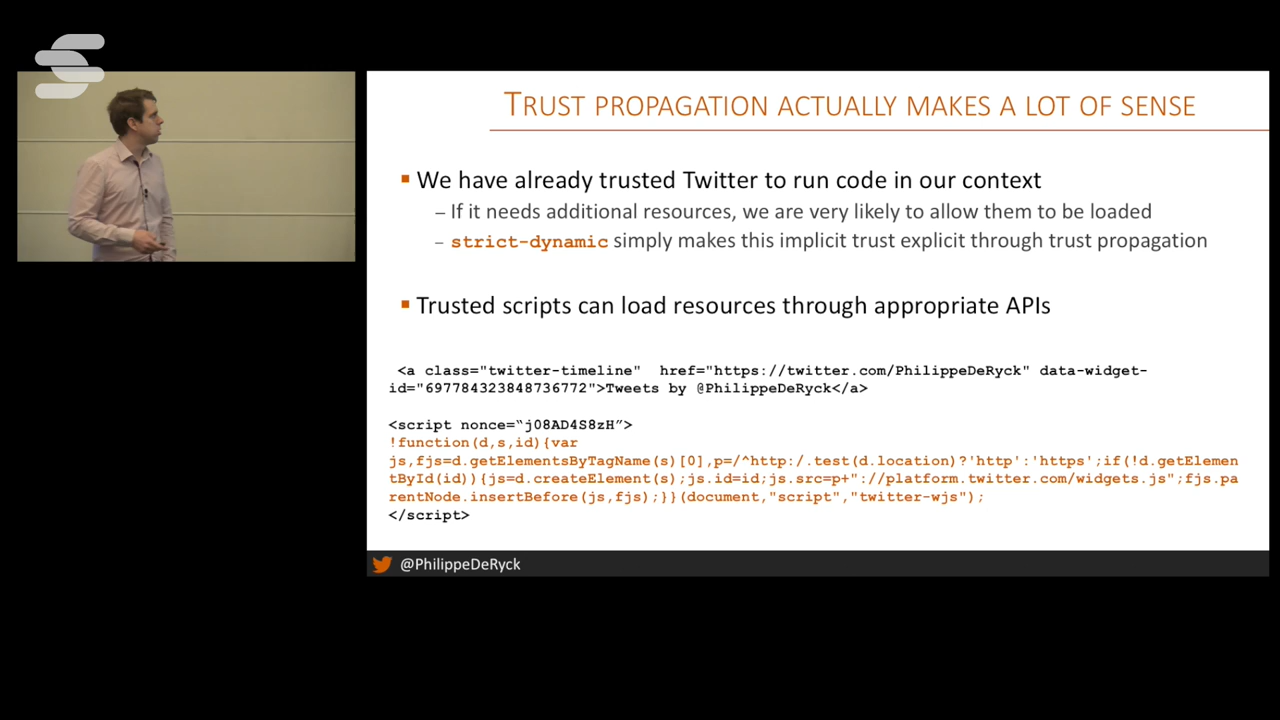 TRUST PROPAGATION ACTUALLY MAKES A LOT OF SENSE
We have already trusted Twitter to run code in our context
– If it needs additional resources, we are very likely to allow them to be loaded
– strict-dynamic simply makes this implicit trust explicit through trust propagation
Trusted scripts can load resources through appropriate APIs
<a class="twitter-timeline"  href="https://twitter.com/PhilippeDeRyck" data-widget-
id="697784323848736772">Tweets by @PhilippeDeRyck</a>
<script nonce=“j08AD4S8zH”>
!function(d,s,id){var
js,fjs=d.getElementsByTagName(s)[0],p=/^http:/.test(d.location)?'http':'https';if(!d.getElemen
tById(id)){js=d.createElement(s);js.id=id;js.src=p+"://platform.twitter.com/widgets.js";fjs.pa
rentNode.insertBefore(js,fjs);}}(document,"script","twitter-wjs");
</script>
@PhilippeDeRyck